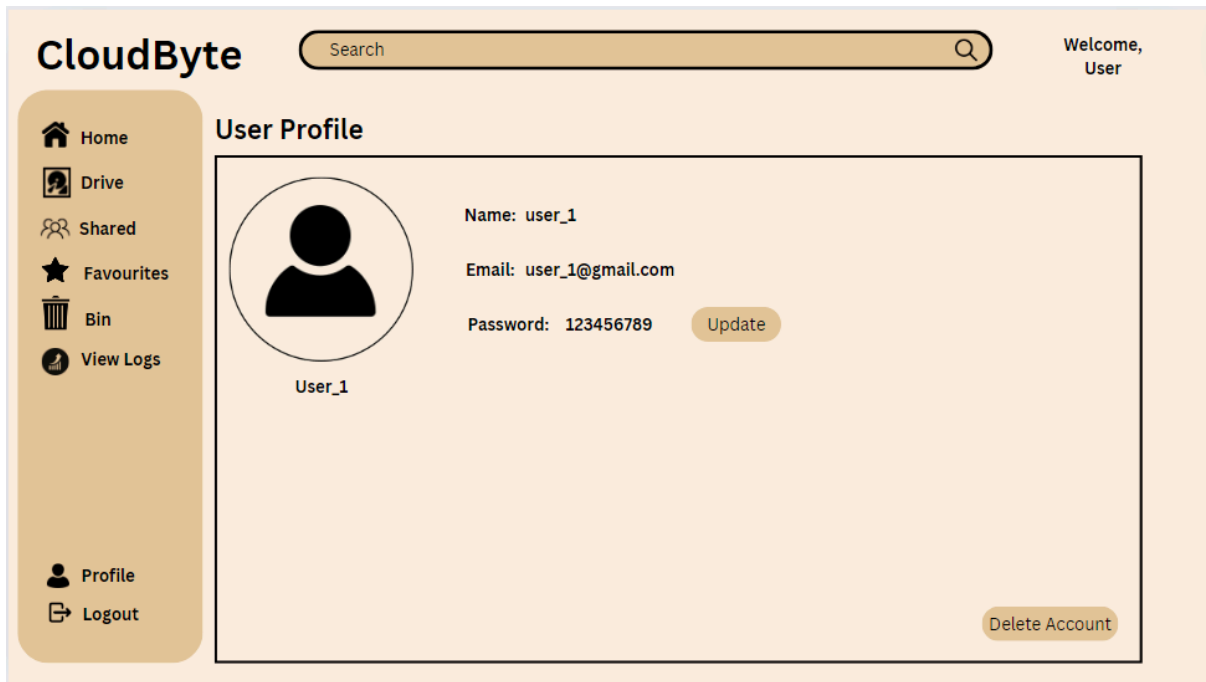 CloudByte
Search
Welcome,
User
Home
Drive
Shared
Favourites
Bin
View Logs
Profile
Logout
User Profile
User_1
Name: user_1
Email: user_1@gmail.com
Password: 123456789
Update
Delete Account